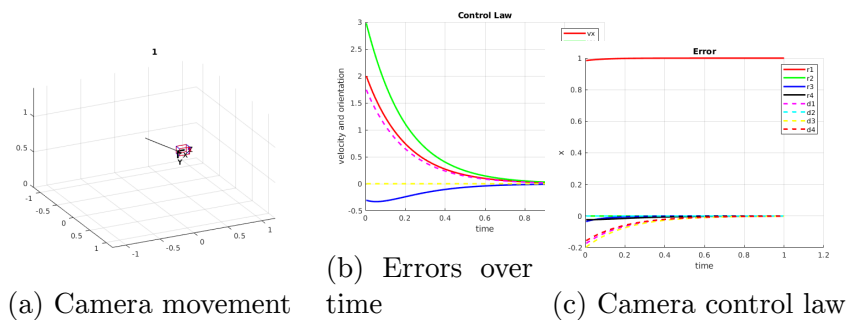 1
1
0.5
0
-1
-0.5
0
0.5
1
-1
-0.5
0
0.5
1
Y
Control Law
velocity and orientation
3
2.5
2
1.5
1
0.5
0
-0.5
0
0.2
0.4
0.6
0.8
time
vx
Error
x
1
0.8
0.6
0.4
0.2
0
-0.2
0
0.2
0.4
0.6
0.8
1
1.2
time
r1
r2
r3
r4
d1
d2
d3
d4
(a) Camera movement
(b) Errors over
time
(c) Camera control law